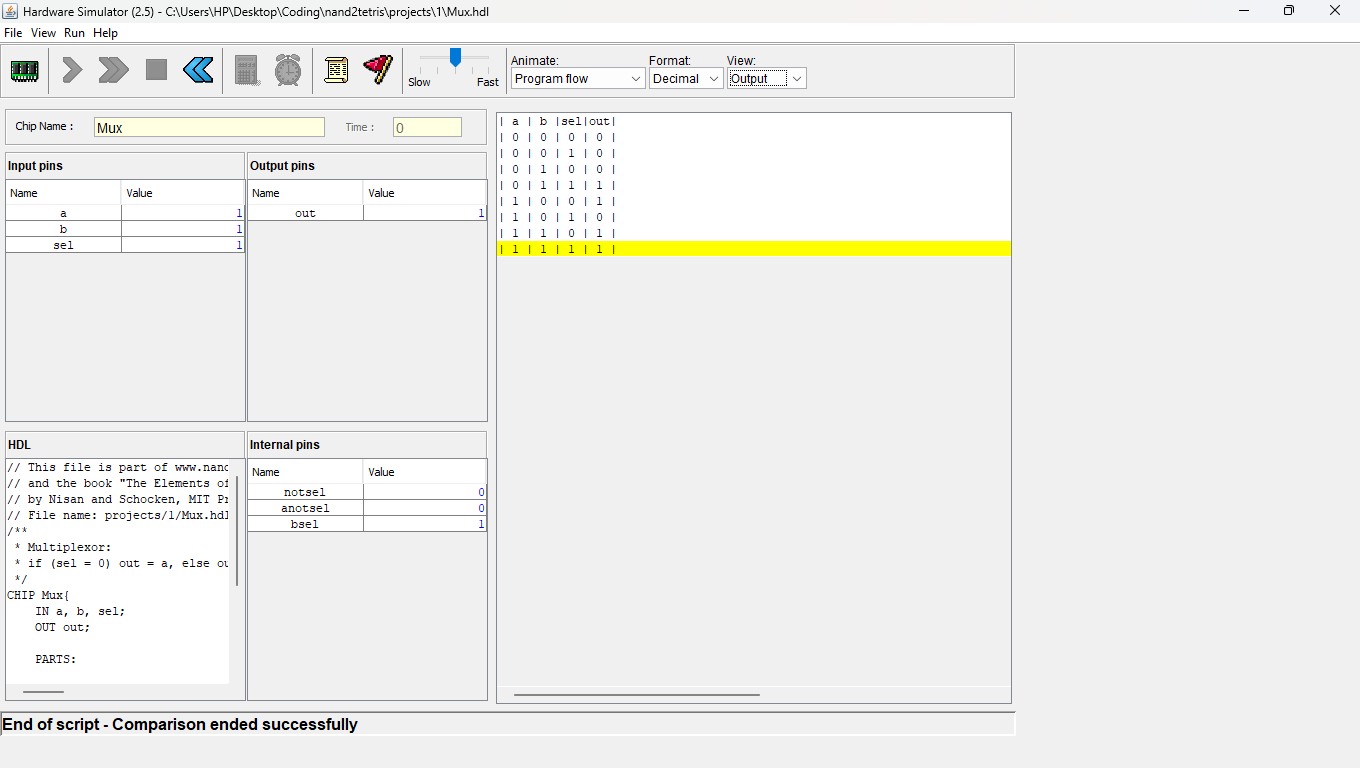 Hardware Simulator (2.5) - C:\Users\HP\Desktop\Coding\nand2tetris\projects\1\Mux.hdl
File View Run Help
Slow Fast
Animate: Format: View:
Program flow Decimal Output
Chip Name : Mux Time : 0
Input pins
Name Value
a 1
b 1
sel 1
Output pins
Name Value
out 1
HDL
// This file is part of www.nand
// and the book "The Elements of
// by Nisan and Schocken, MIT Pr
// File name: projects/1/Mux.hdl
/**
* Multiplexor:
* if (sel = 0) out = a, else ou
*/
CHIP Mux{
IN a, b, sel;
OUT out;
PARTS:
Internal pins
Name Value
notsel 0
anotsel 0
bsel 1
| a | b |sel|out|
| 0 | 0 | 0 | 0 |
| 0 | 0 | 1 | 0 |
| 0 | 1 | 0 | 0 |
| 0 | 1 | 1 | 1 |
| 1 | 0 | 0 | 1 |
| 1 | 0 | 1 | 0 |
| 1 | 1 | 0 | 1 |
| 1 | 1 | 1 | 1 |
End of script - Comparison ended successfully